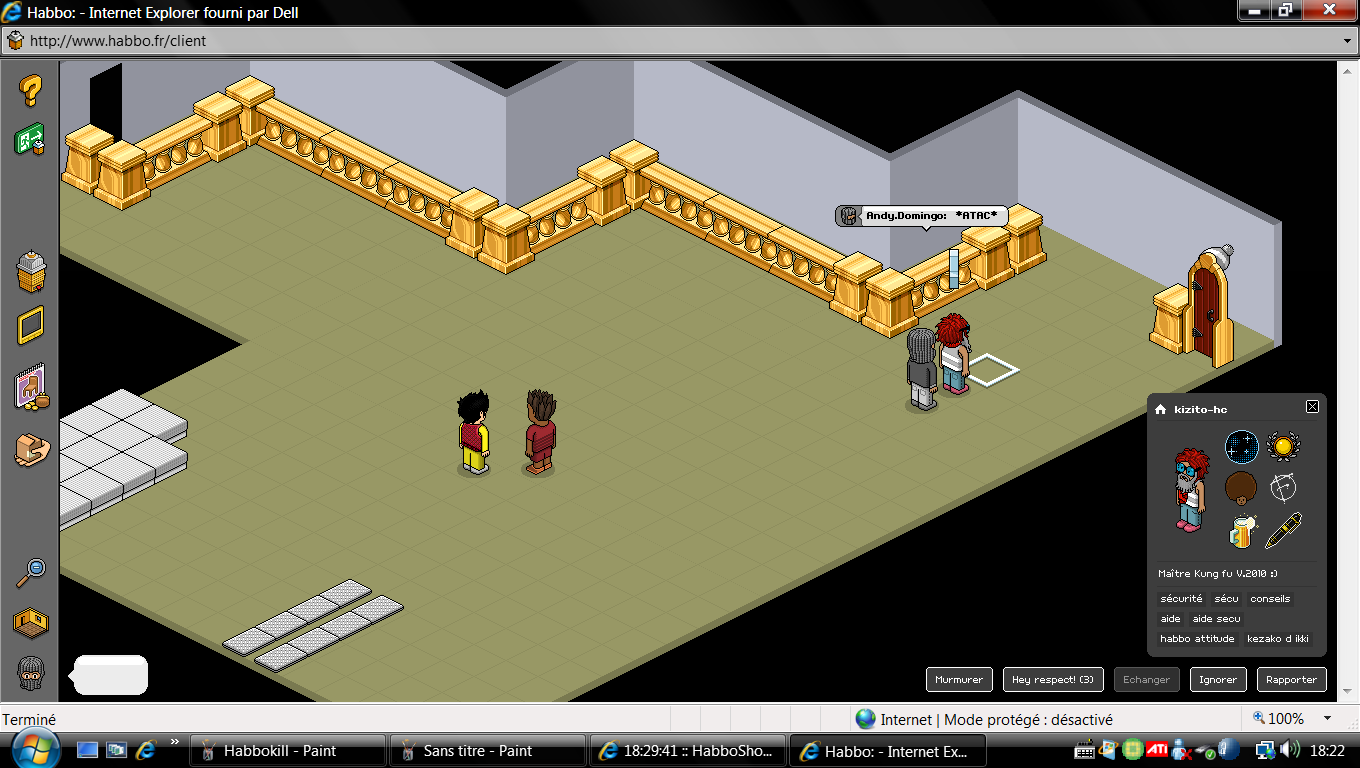 Habbo: - Internet Explorer fourni par Dell
http://www.habbo.fr/client
Andy.Domingo: *ATAC*
kizito-hc
Maître Kung fu V.2010 :)
sécurité sécu conseils
aide aide secu
habbo attitude kezako d ikki
Murmurer Hey respect! (3) Echanger Ignorer Rapporter
Terminé Internet | Mode protégé : désactivé 100%
Habbokill - Paint Sans titre - Paint 18:29:41 :: HabboSho... Habbo: - Internet Ex... ATI 18:22